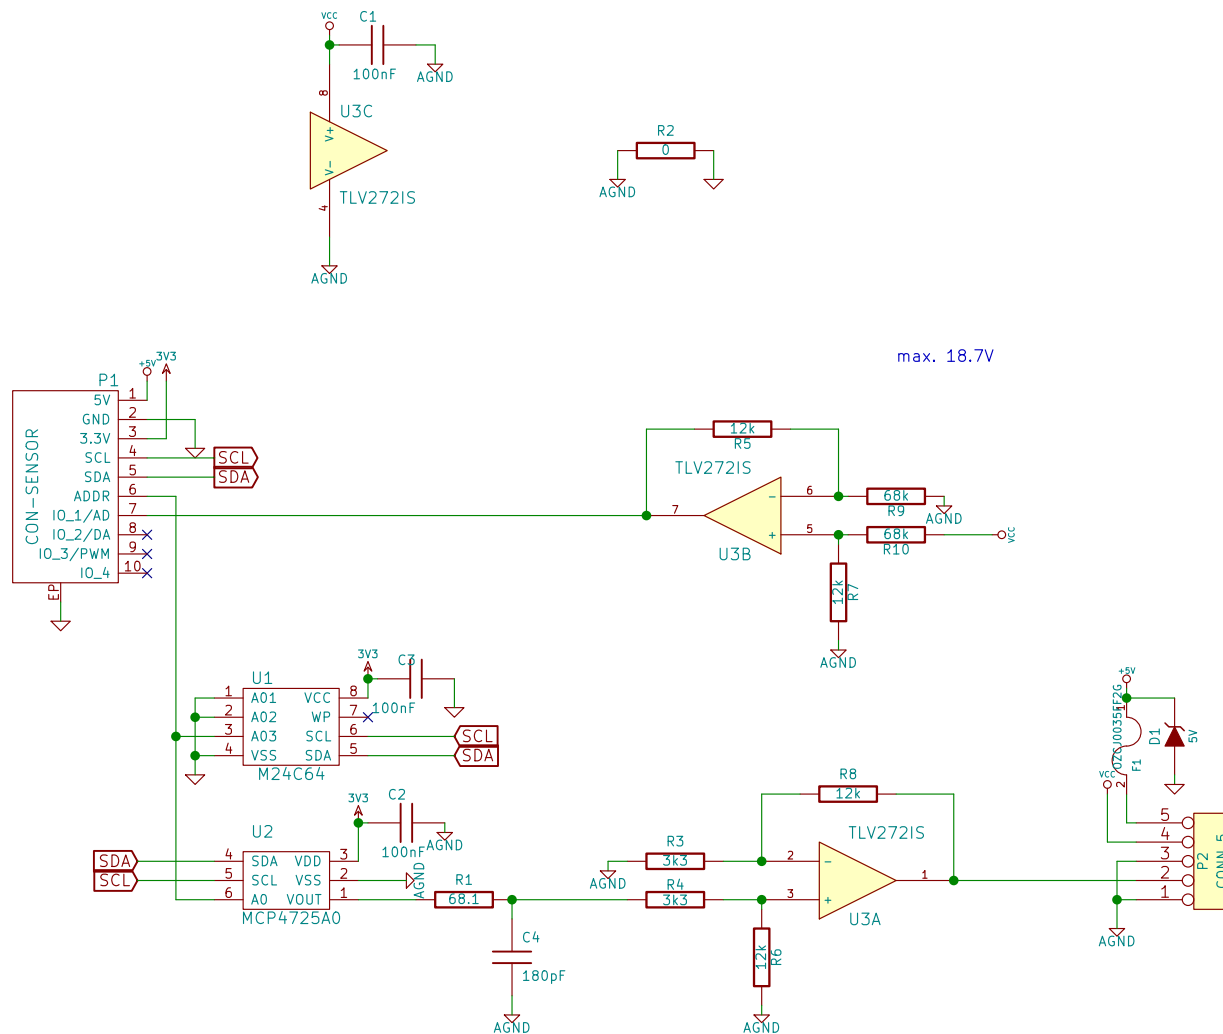 VCC
C1
100nF
AGND
8
U3C
V+
V-
TLV272IS
4
AGND
R2
0
AGND
max. 18.7V
+5V
3V3
P1
CON-SENSOR
5V 1
GND 2
3.3V 3
SCL 4
SCL
SDA 5
SDA
ADDR 6
IO_1/AD 7
IO_2/DA 8
IO_3/PWM 9
IO_4 10
EP
12k
R5
TLV272IS
6
-
7
5
+
U3B
68k
R9
AGND
68k
R10
VCC
12k
R7
AGND
3V3
C3
100nF
U1
1 A01 VCC 8
2 A02 WP 7
3 A03 SCL 6
SCL
4 VSS SDA 5
SDA
M24C64
3V3
C2
100nF
AGND
U2
SDA
4 SDA VDD 3
SCL
5 SCL VSS 2
AGND
6 A0 VOUT 1
MCP4725A0
R1
68.1
C4
180pF
AGND
R3
3k3
AGND
R4
3k3
R8
12k
TLV272IS
2
-
3
+
1
U3A
12k
R6
AGND
+5V
1
F1
2
D1
5V
VCC
5
4
3
2
1
P2
CONN_5
AGND